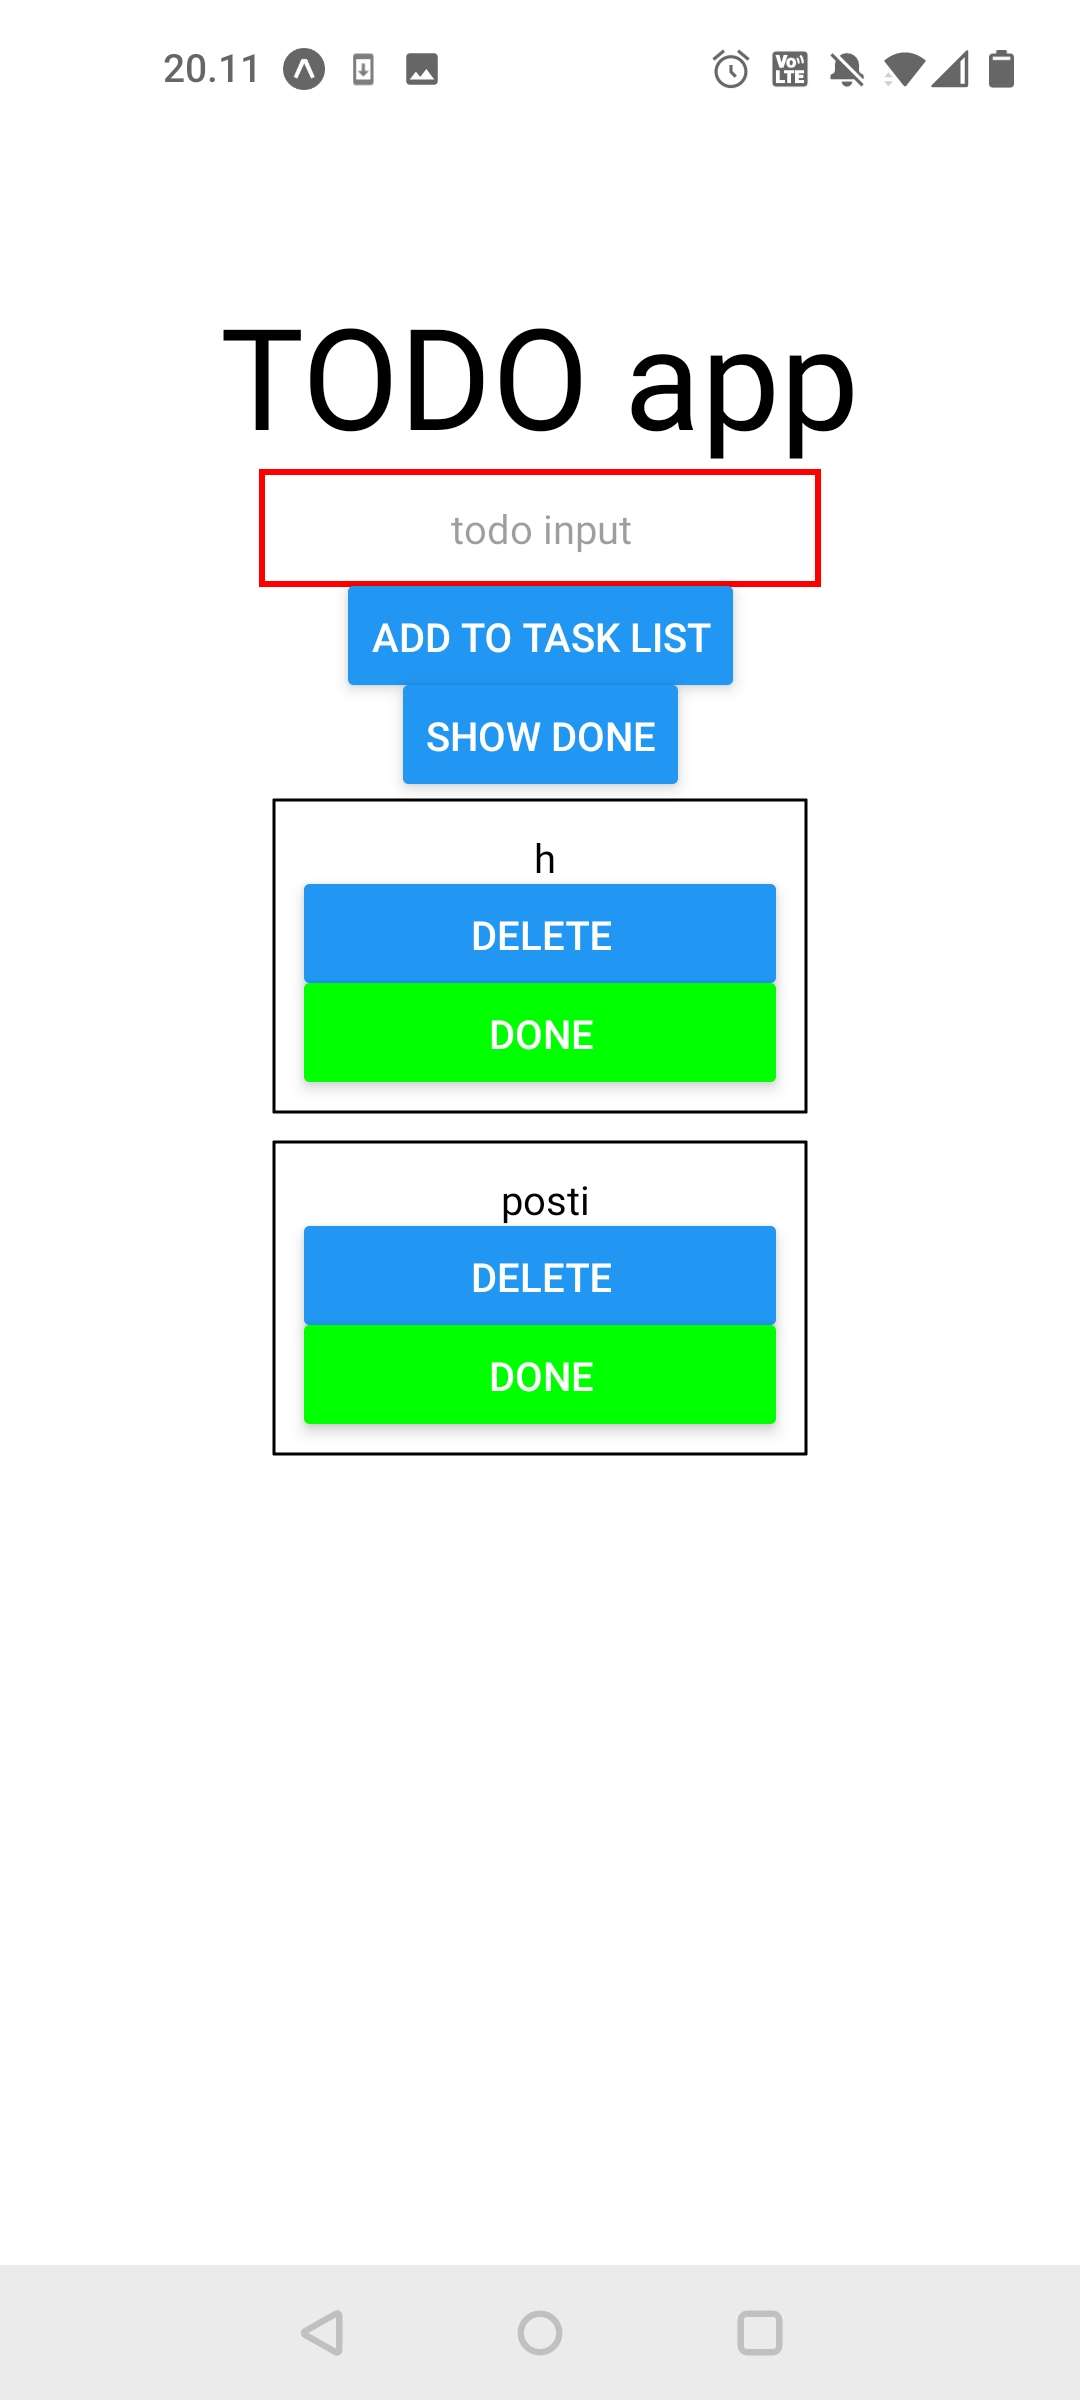 20.11
Vo LTE
TODO app
todo input
ADD TO TASK LIST
SHOW DONE
h
DELETE
DONE
posti
DELETE
DONE